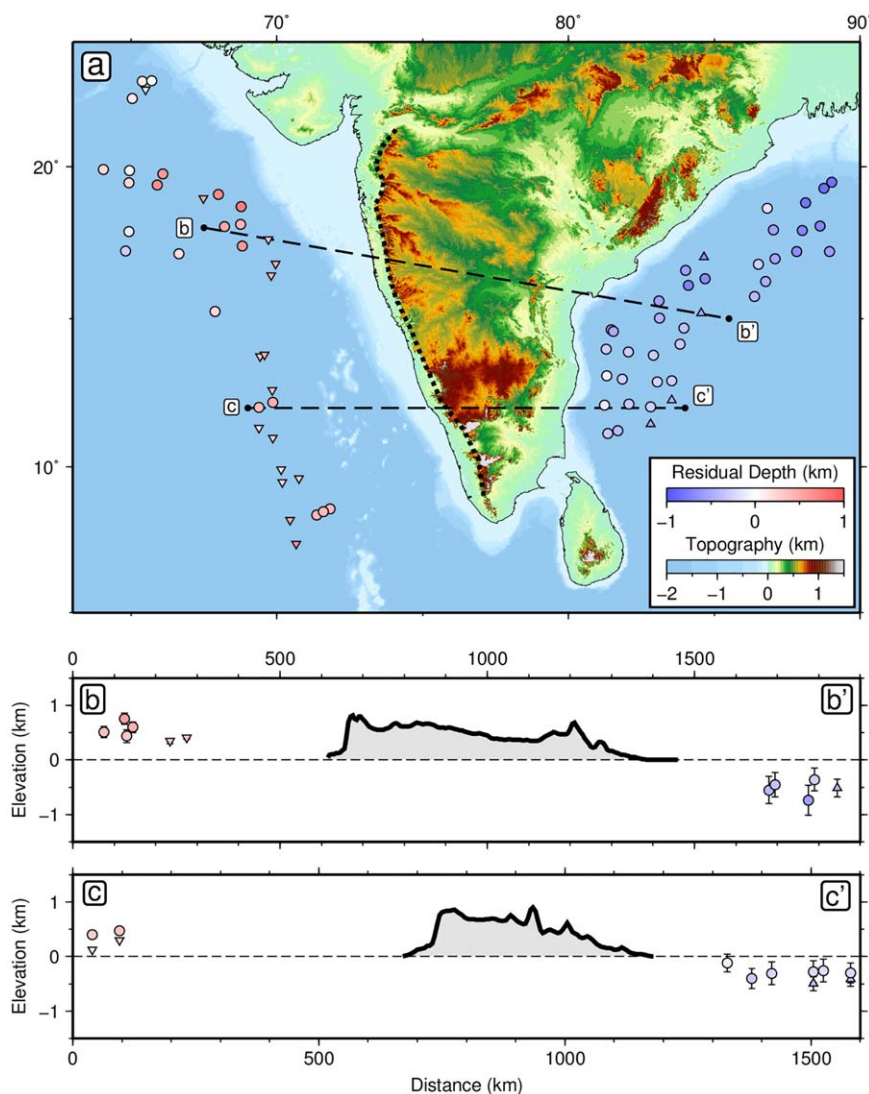 70˚ 80˚ 90˚
a
20˚
b
b'
c
c'
10˚
Residual Depth (km)
−1 0 1
Topography (km)
−2 −1 0 1
0 500 1000 1500
b b'
Elevation (km)
1
0
−1
c c'
Elevation (km)
1
0
−1
0 500 1000 1500
Distance (km)